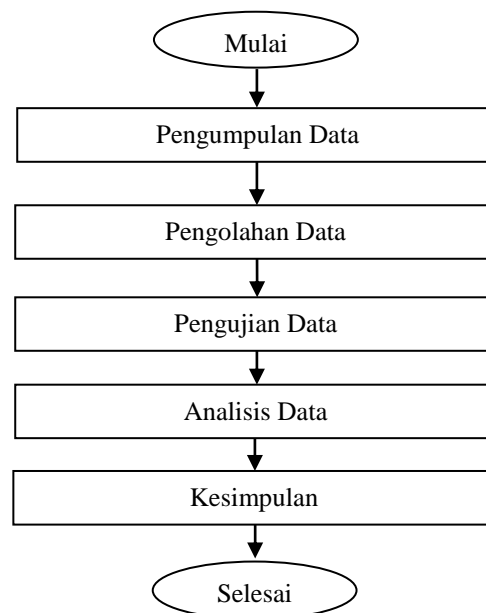 Mulai
Pengumpulan Data
Pengolahan Data
Pengujian Data
Analisis Data
Kesimpulan
Selesai